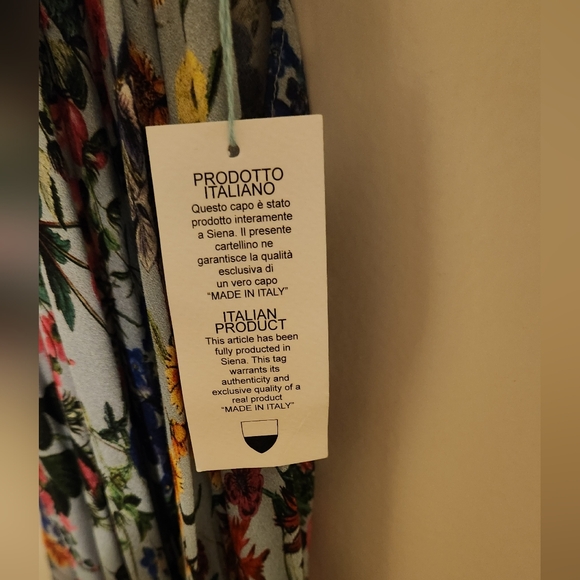 PRODOTTO
ITALIANO
Questo capo è stato
prodotto interamente
a Siena. Il presente
cartellino ne
garantisce la qualità
esclusiva di
un vero capo
“MADE IN ITALY”
ITALIAN
PRODUCT
This article has been
fully producted in
Siena. This tag
warrants its
authenticity and
exclusive quality of a
real product
“MADE IN ITALY”